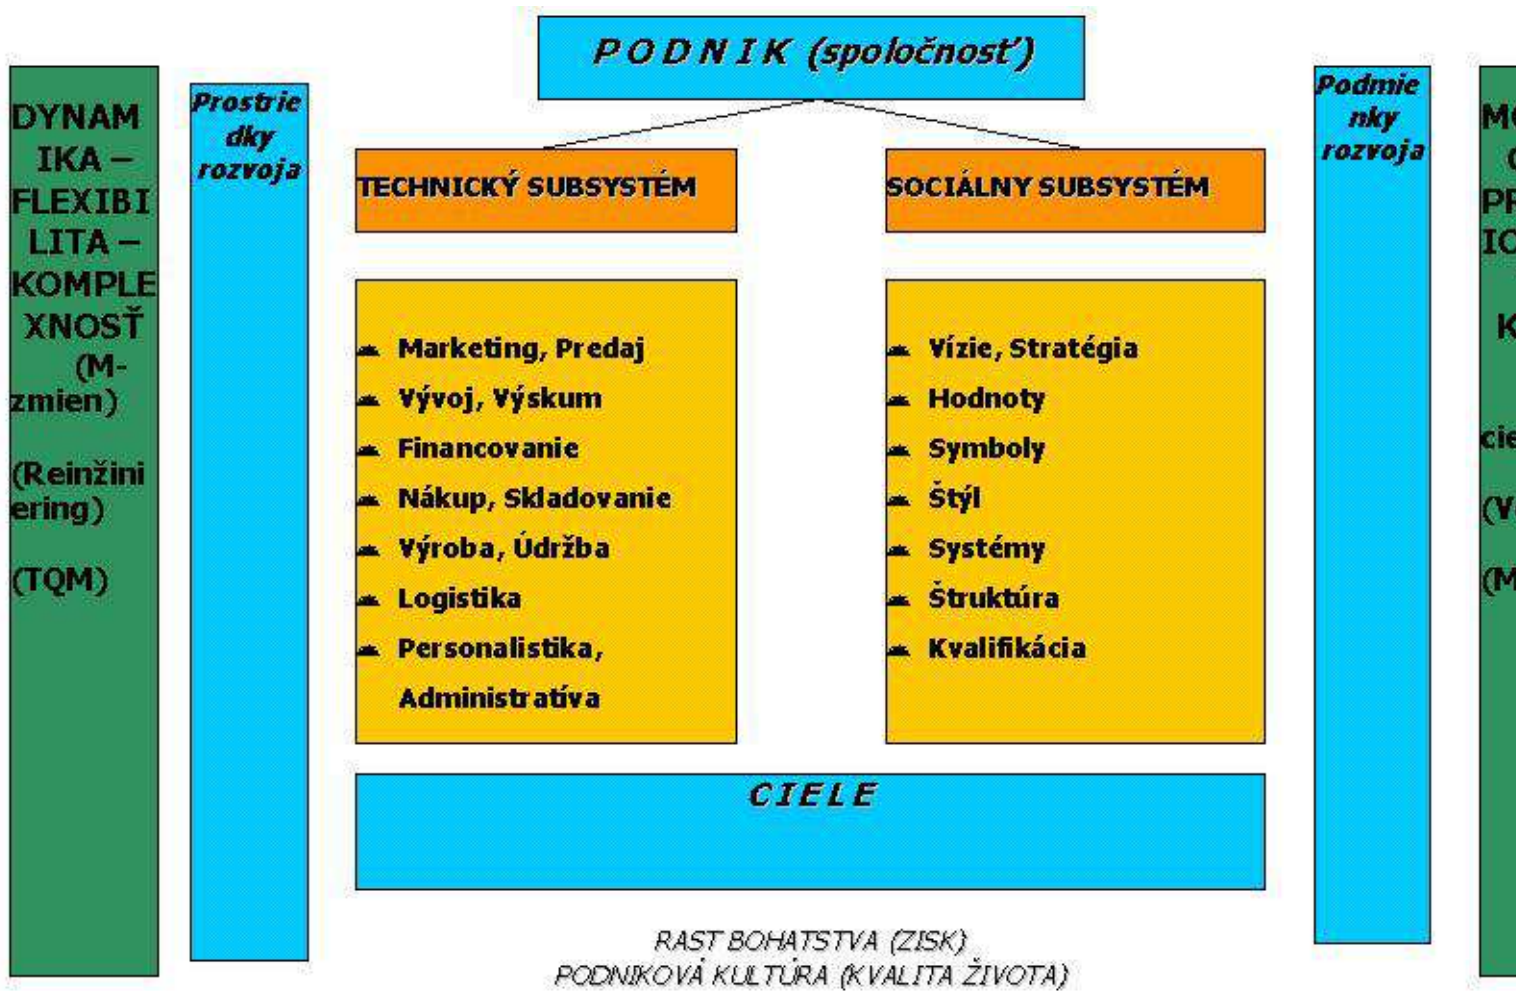 P O D N I K (spoločnosť)
DYNAM
IKA –
FLEXIBI
LITA –
KOMPLE
XNOSŤ
(M-
zmien)
(Reinžini
ering)
(TQM)
Prostrie
dky
rozvoja
TECHNICKÝ SUBSYSTÉM
Marketing, Predaj
Vývoj, Výskum
Financovanie
Nákup, Skladovanie
Výroba, Údržba
Logistika
Personalistika,
Administratíva
SOCIÁLNY SUBSYSTÉM
Vízie, Stratégia
Hodnoty
Symboly
Štýl
Systémy
Štruktúra
Kvalifikácia
Podmie
nky
rozvoja
C I E L E
RAST BOHATSTVA (ZISK)
PODNIKOVÁ KULTÚRA (KVALITA ŽIVOTA)